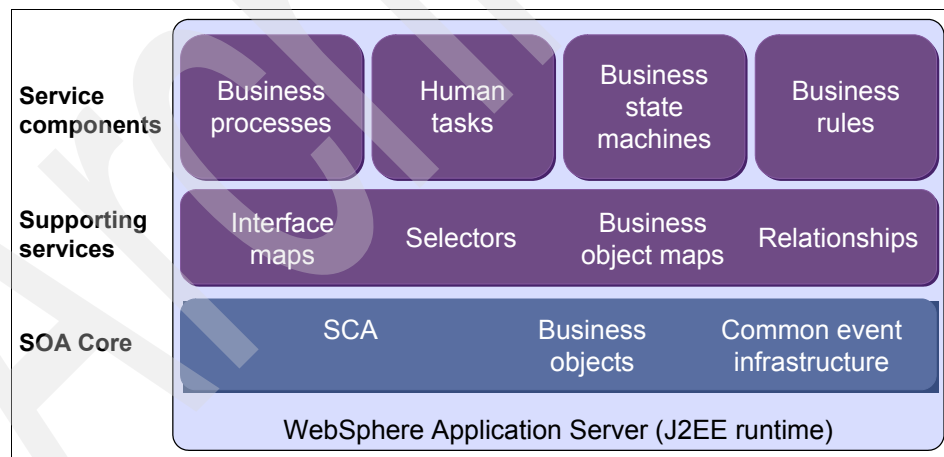 Service
components
Business
processes
Human
tasks
Business
state
machines
Business
rules
Supporting
services
Interface
maps
Selectors
Business
object maps
Relationships
SOA Core
SCA
Business
objects
Common event
infrastructure
WebSphere Application Server (J2EE runtime)